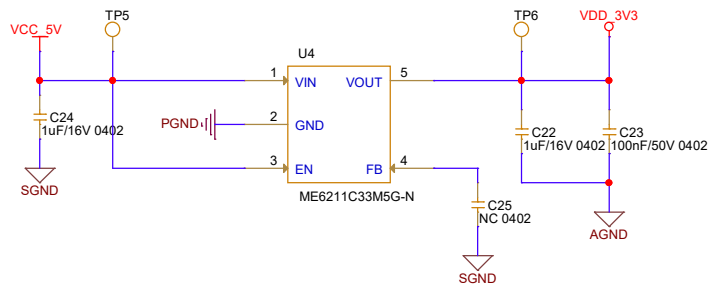 VCC_5V
TP5
TP6
VDD_3V3
U4
1
VIN
VOUT
5
C24
1uF/16V 0402
PGND
2
GND
C22
1uF/16V 0402
C23
100nF/50V 0402
3
EN
FB
4
SGND
ME6211C33M5G-N
C25
NC 0402
AGND
SGND